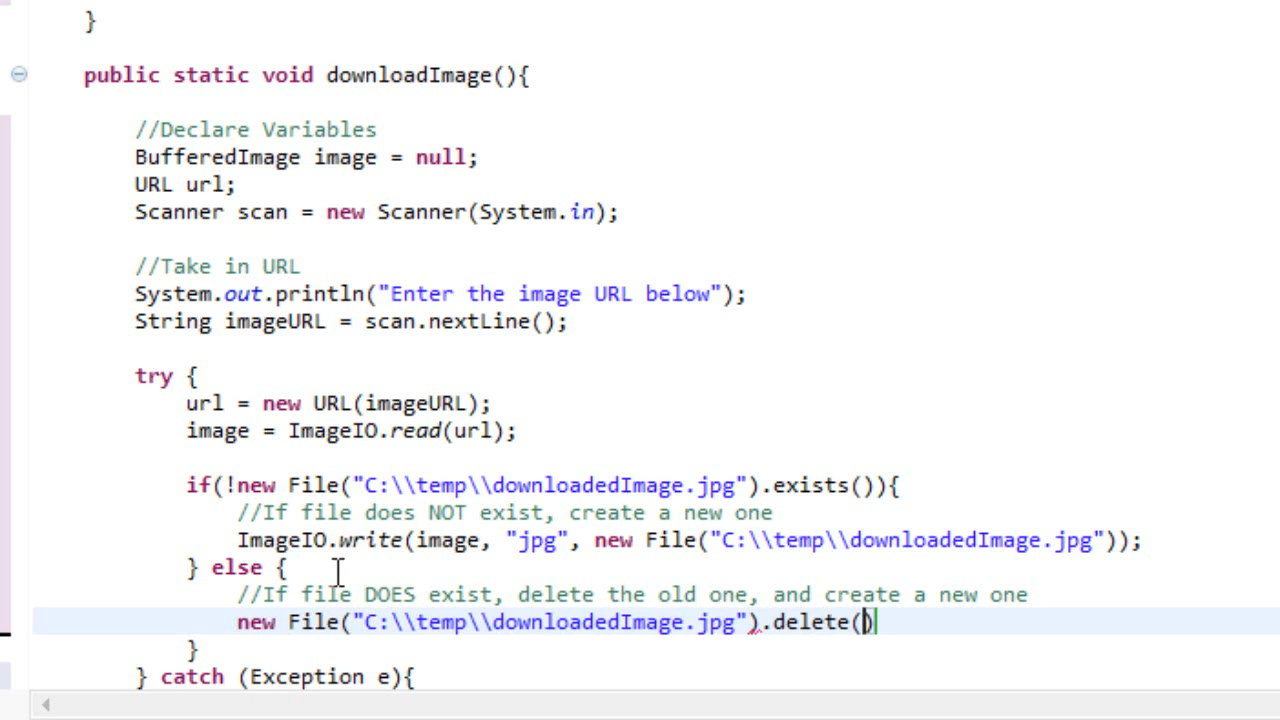 }
public static void downloadImage(){
//Declare Variables
BufferedImage image = null;
URL url;
Scanner scan = new Scanner(System.in);
//Take in URL
System.out.println("Enter the image URL below");
String imageURL = scan.nextLine();
try {
url = new URL(imageURL);
image = ImageIO.read(url);
if(!new File("C:\\temp\\downloadedImage.jpg").exists()){
//If file does NOT exist, create a new one
ImageIO.write(image, "jpg", new File("C:\\temp\\downloadedImage.jpg"));
} else {
//If file DOES exist, delete the old one, and create a new one
new File("C:\\temp\\downloadedImage.jpg").delete()
}
} catch (Exception e){